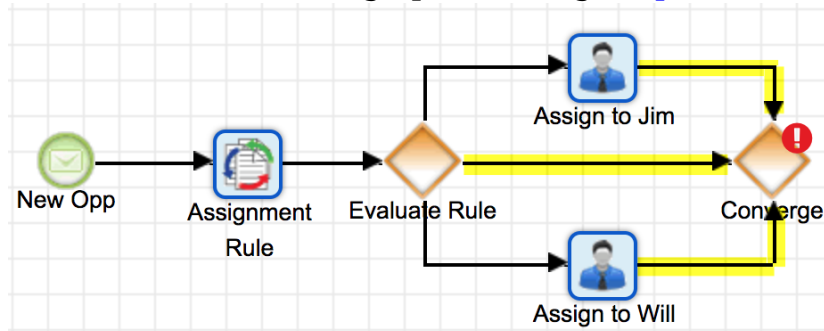 New Opp
Assignment
Rule
Evaluate Rule
Assign to Jim
Assign to Will
Converge
!